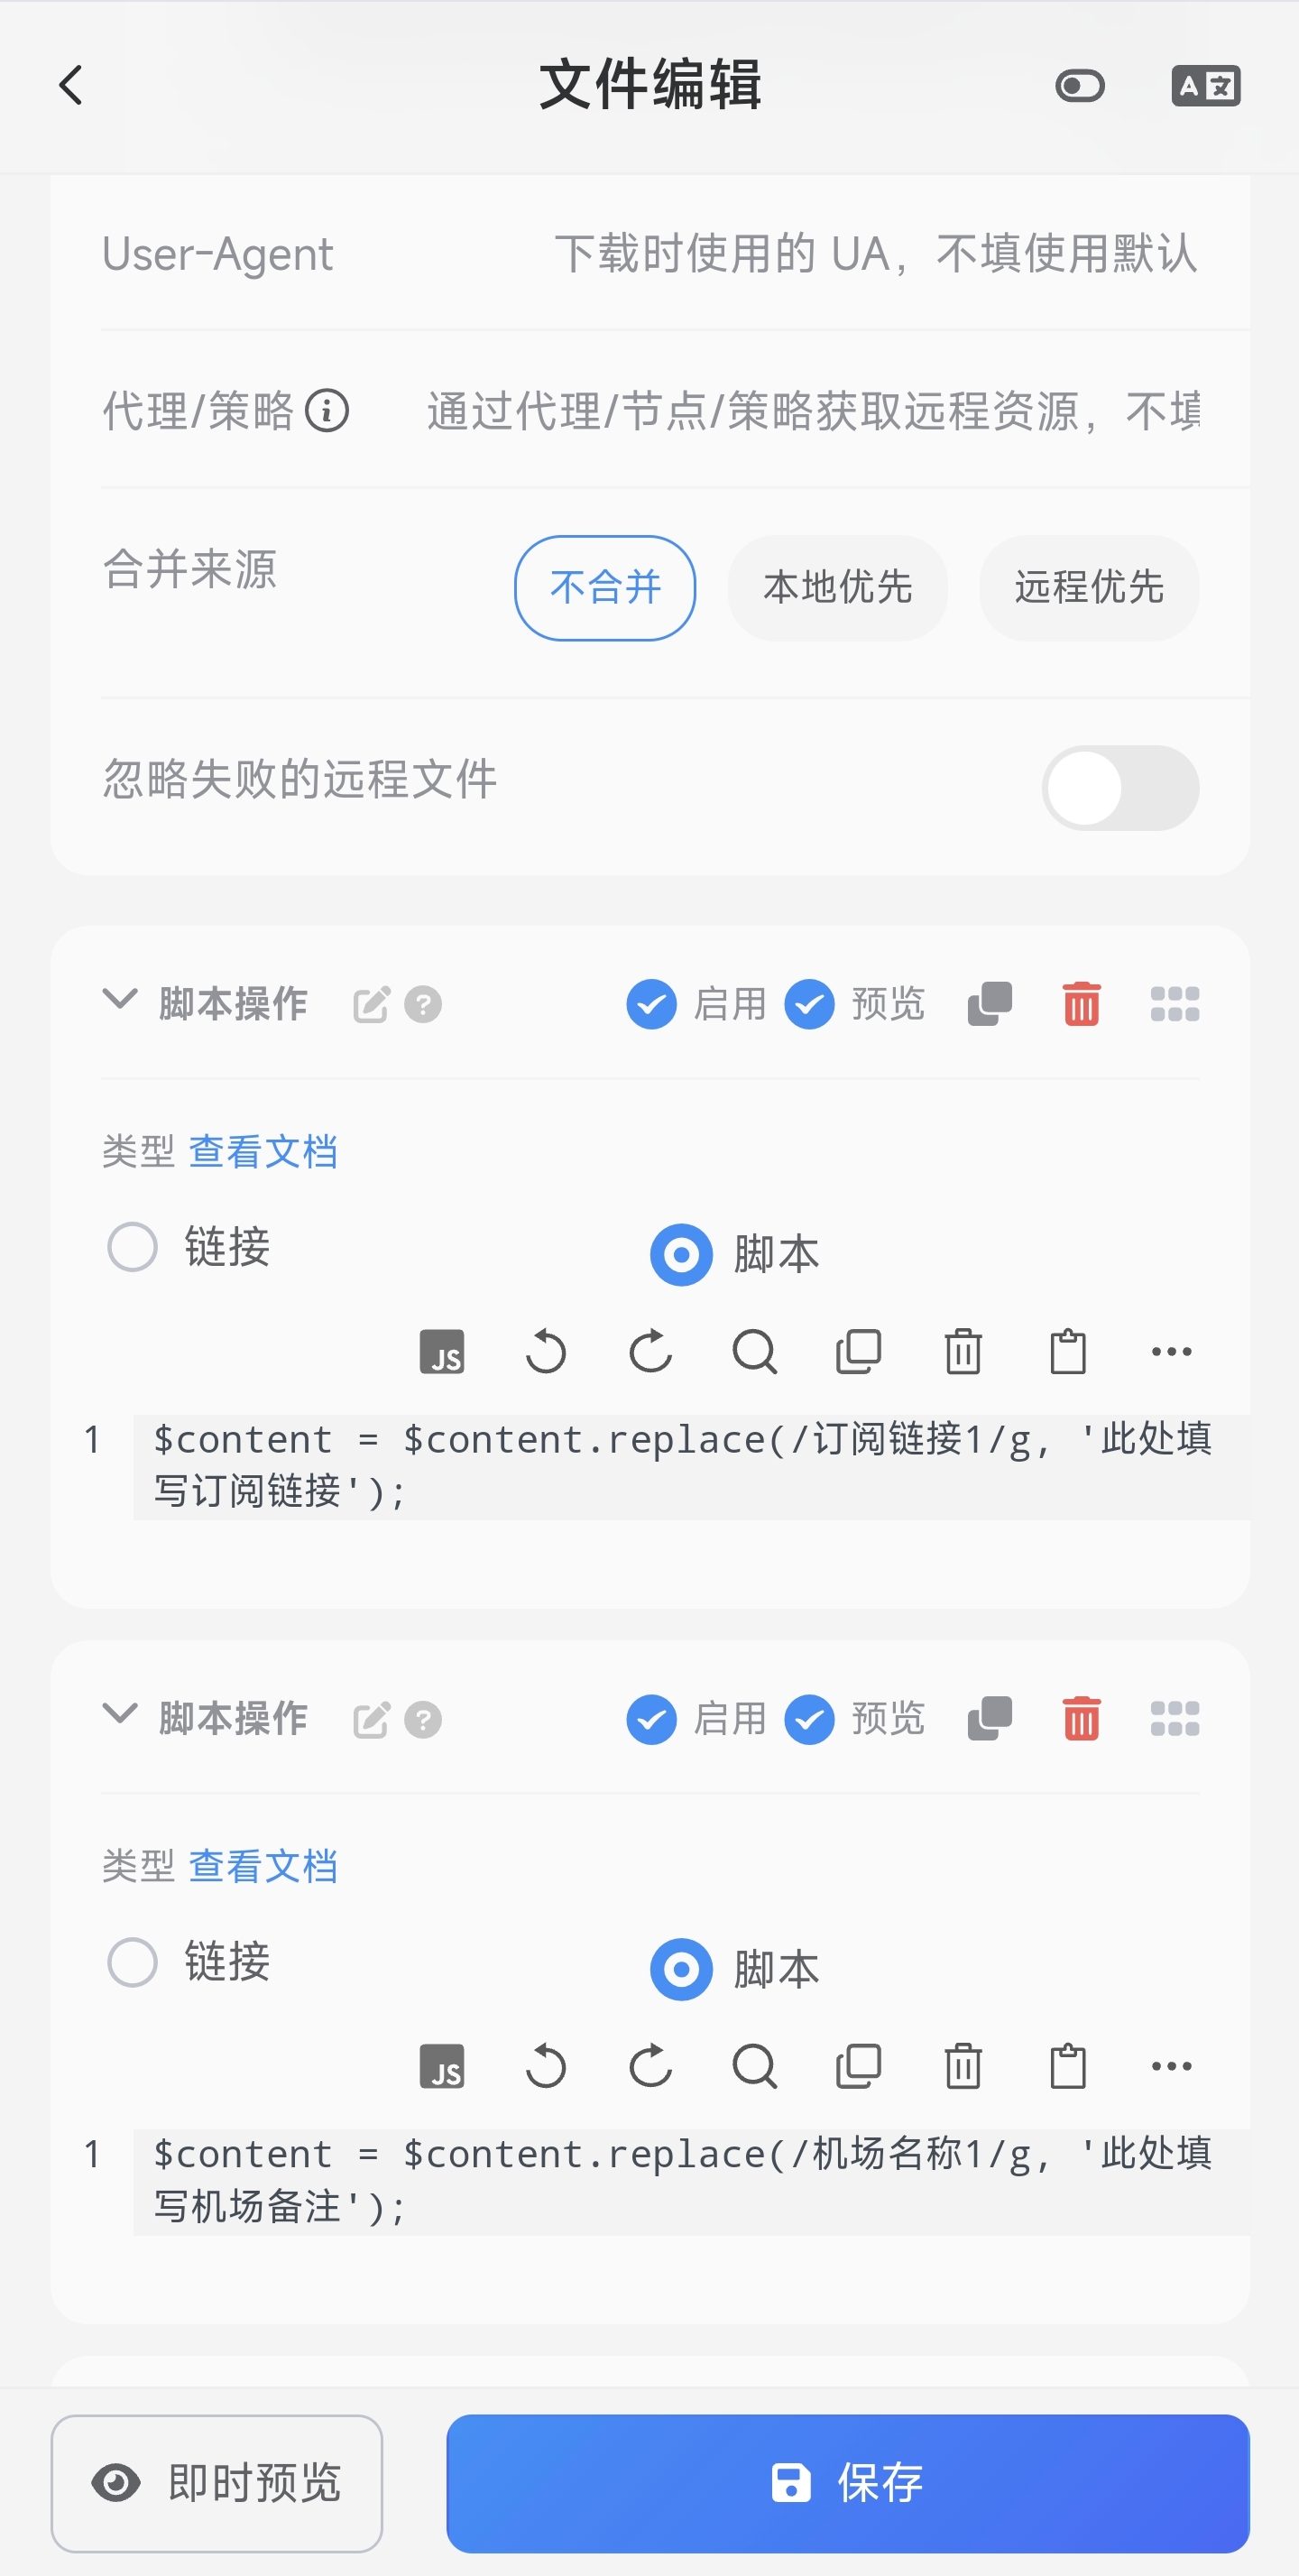 文件编辑
A 文
User-Agent 下载时使用的 UA，不填使用默认
代理/策略 通过代理/节点/策略获取远程资源，不填
合并来源 不合并 本地优先 远程优先
忽略失败的远程文件
脚本操作 启用 预览
类型 查看文档
链接 脚本
JS
1 $content = $content.replace(/订阅链接1/g, '此处填
写订阅链接');
脚本操作 启用 预览
类型 查看文档
链接 脚本
JS
1 $content = $content.replace(/机场名称1/g, '此处填
写机场备注');
即时预览 保存